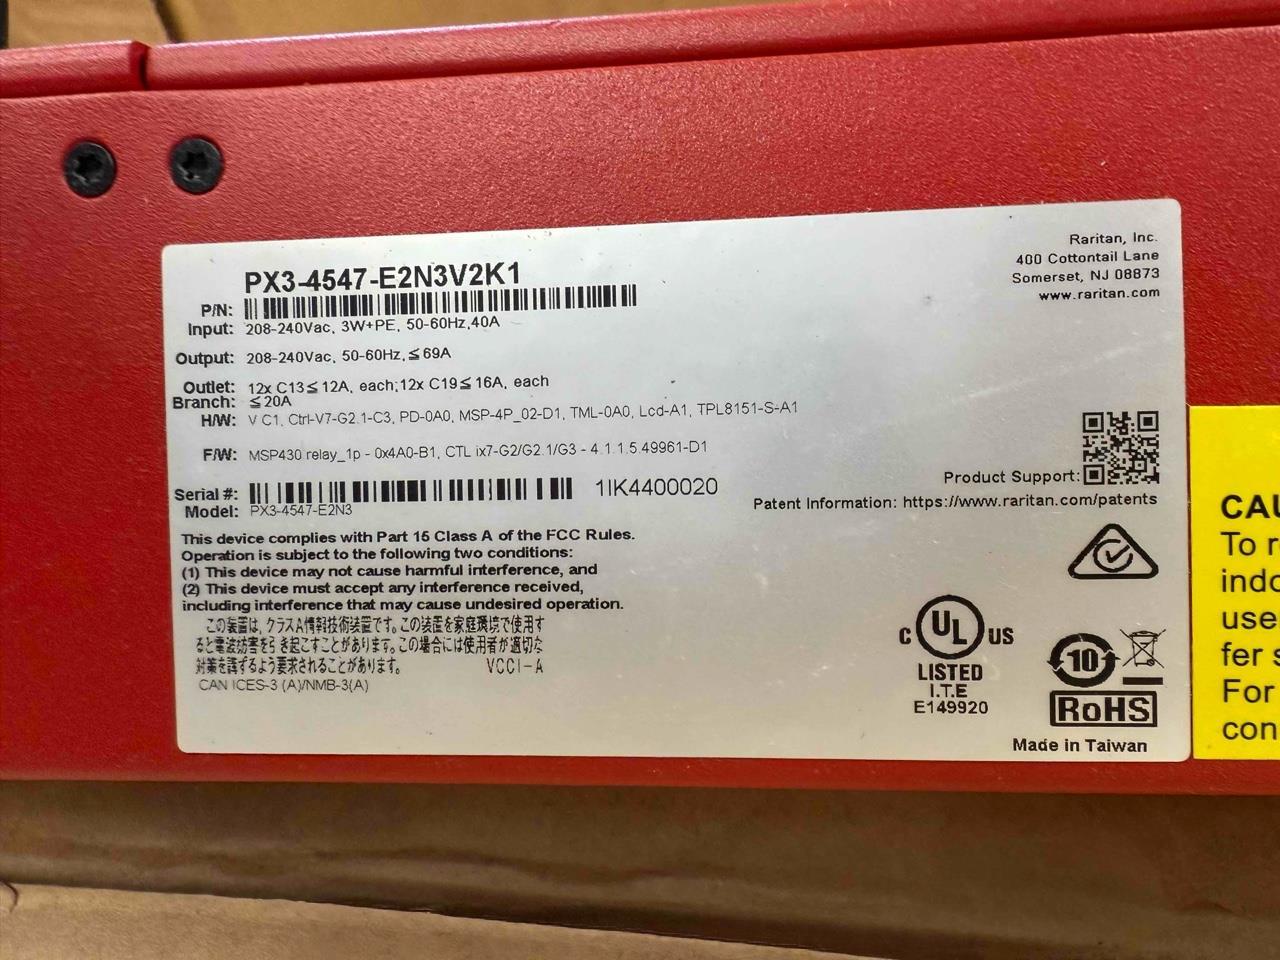 PX3-4547-E2N3V2K1
P/N:
Input: 208-240Vac, 3W+PE, 50-60Hz,40A
Output: 208-240Vac, 50-60Hz,≤69A
Outlet: 12x C13≤12A, each;12x C19≤16A, each
Branch: ≤20A
H/W: V C1, Ctrl-V7-G2.1-C3, PD-0A0, MSP-4P_02-D1, TML-0A0, Lcd-A1, TPL8151-S-A1
F/W: MSP430 relay_1p - 0x4A0-B1, CTL ix7-G2/G2.1/G3 - 4.1.1.5.49961-D1
Serial #: 1IK4400020
Model: PX3-4547-E2N3
This device complies with Part 15 Class A of the FCC Rules.
Operation is subject to the following two conditions:
(1) This device may not cause harmful interference, and
(2) This device must accept any interference received,
including interference that may cause undesired operation.
この装置は, クラスA情報技術装置です。この装置を家庭環境で使用す
ると電波妨害を引き起こすことがあります。この場合には使用者が適切な
対策を講ずるよう要求されることがあります。 VCCI-A
CAN ICES-3 (A)/NMB-3(A)
Raritan, Inc.
400 Cottontail Lane
Somerset, NJ 08873
www.raritan.com
Product Support:
Patent Information: https://www.raritan.com/patents
C UL US
LISTED
I.T.E
E149920
10
RoHS
Made in Taiwan
CAU
To r
indo
use
fer s
For
con